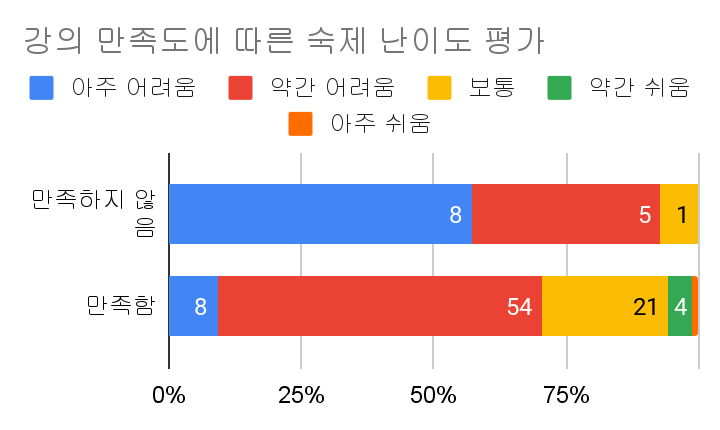 강의 만족도에 따른 숙제 난이도 평가
아주 어려움 약간 어려움 보통 약간 쉬움
아주 쉬움
만족하지 않
음
8 5 1
만족함
8 54 21 4
0% 25% 50% 75%